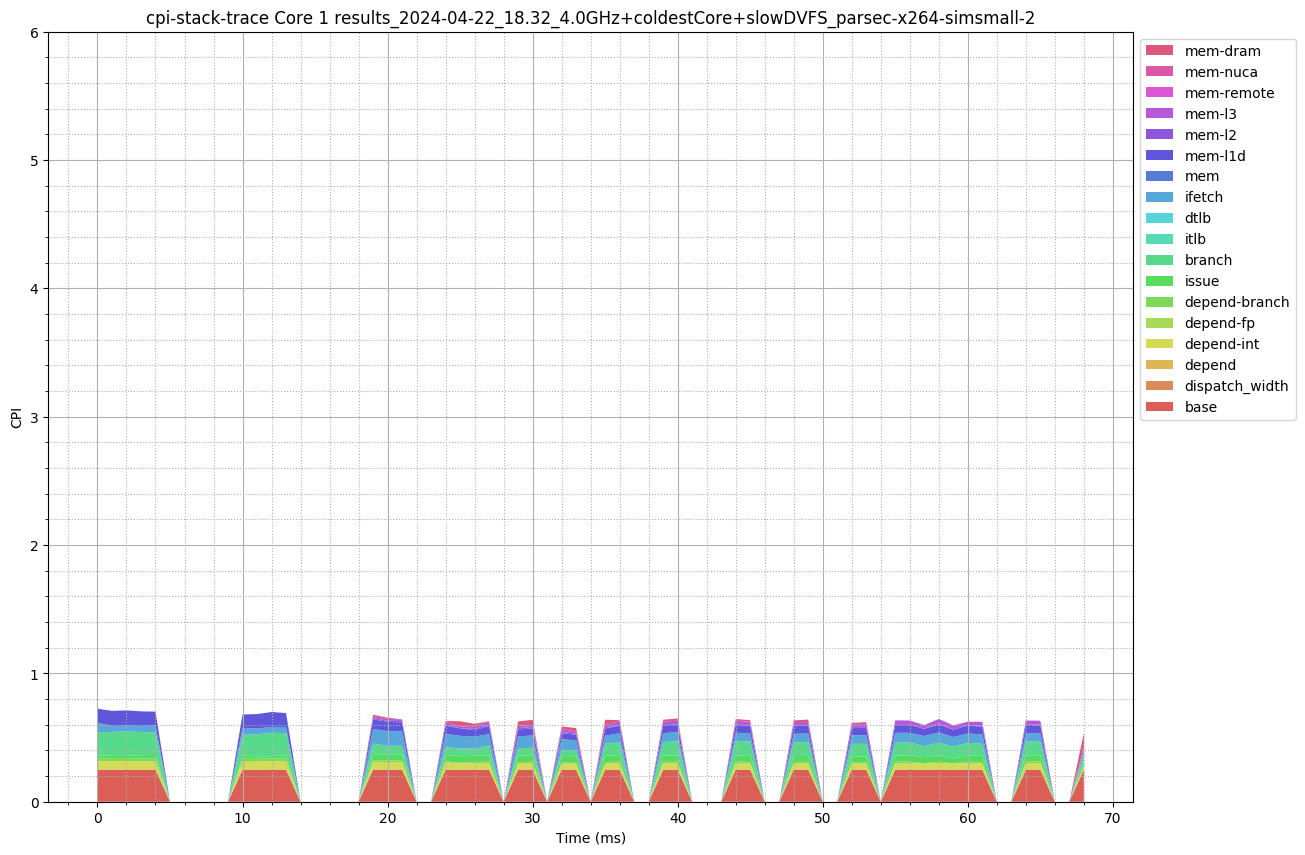 cpi-stack-trace Core 1 results_2024-04-22_18.32_4.0GHz+coldestCore+slowDVFS_parsec-x264-simsmall-2
6
5
4
3
2
1
0
CPI
0 10 20 30 40 50 60 70
Time (ms)
mem-dram
mem-nuca
mem-remote
mem-l3
mem-l2
mem-l1d
mem
ifetch
dtlb
itlb
branch
issue
depend-branch
depend-fp
depend-int
depend
dispatch_width
base